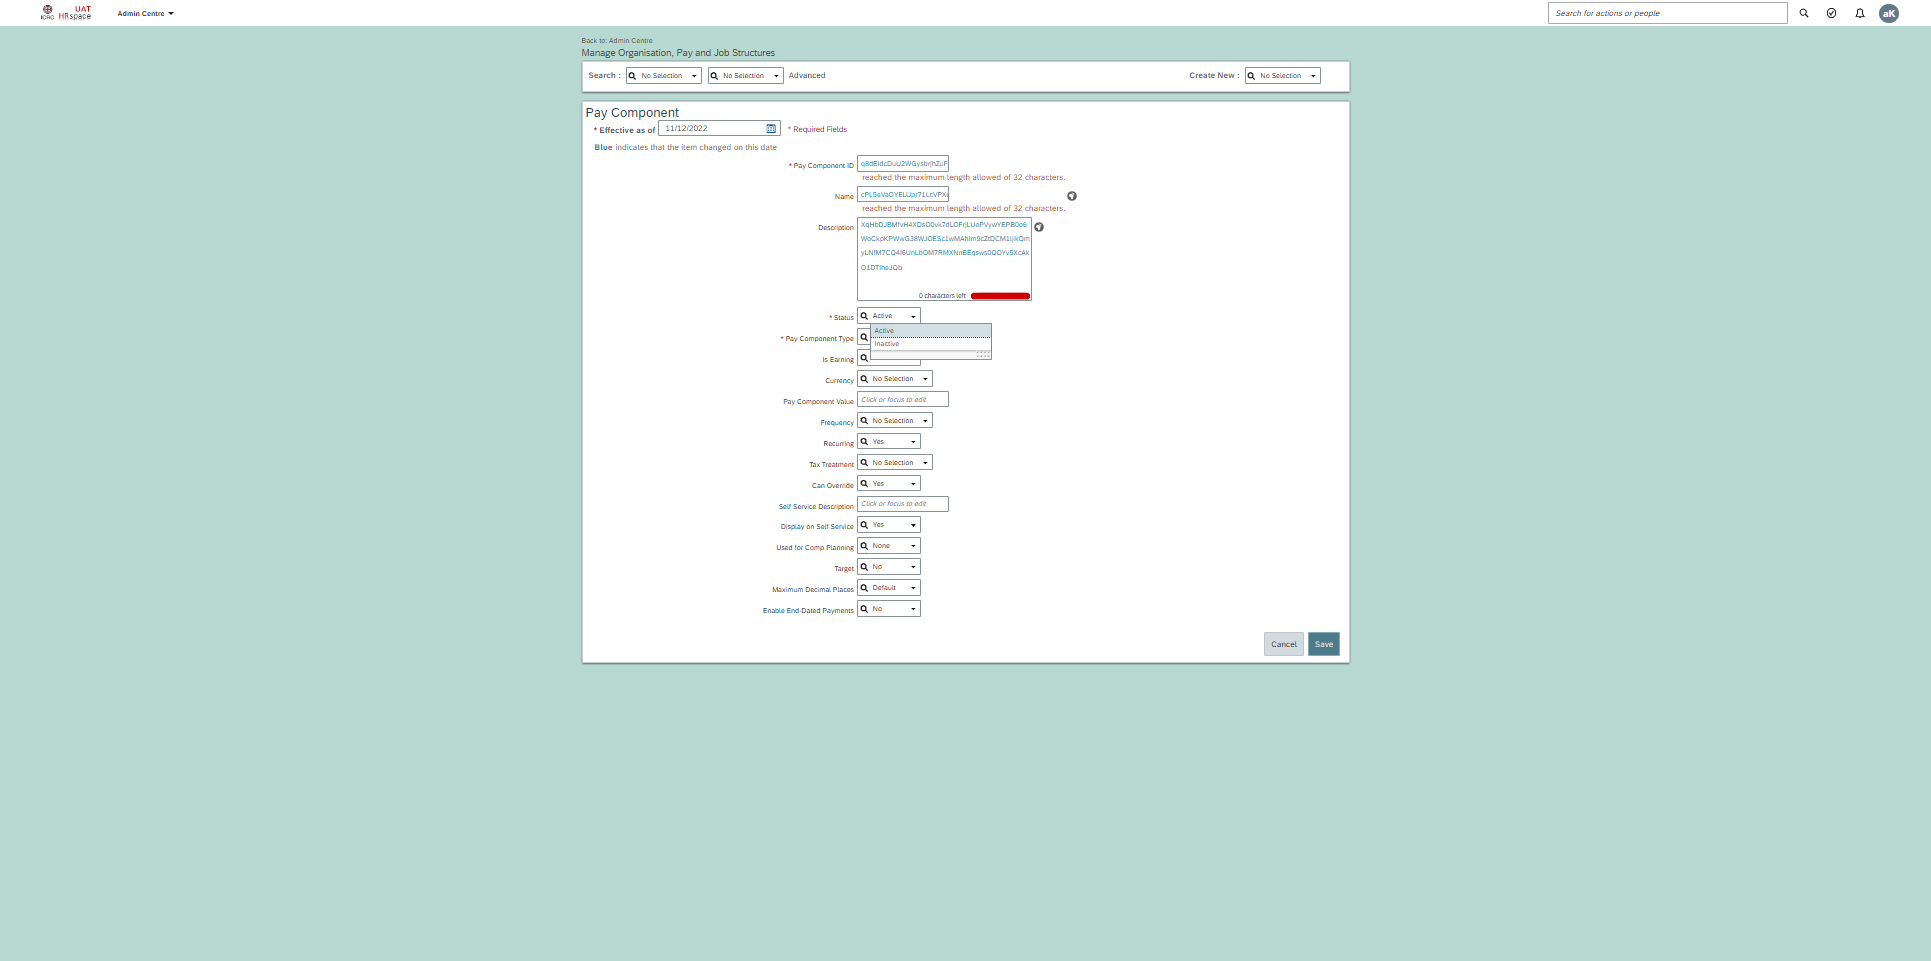 ICRC
UAT
HRspace
Admin Centre
Search for actions or people
aK
Back to: Admin Centre
Manage Organisation, Pay and Job Structures
Search :
No Selection
No Selection
Advanced
Create New :
No Selection
Pay Component
* Effective as of
11/12/2022
* Required Fields
Blue indicates that the item changed on this date
* Pay Component ID
reached the maximum length allowed of 32 characters.
Name
reached the maximum length allowed of 32 characters.
Description
O1DTIheJQb
0 characters left
* Status
Active
Active
Inactive
* Pay Component Type
Is Earning
Currency
No Selection
Pay Component Value
Click or focus to edit
Frequency
No Selection
Recurring
Yes
Tax Treatment
No Selection
Can Override
Yes
Self Service Description
Click or focus to edit
Display on Self Service
Yes
Used for Comp Planning
None
Target
No
Maximum Decimal Places
Default
Enable End-Dated Payments
No
Cancel
Save